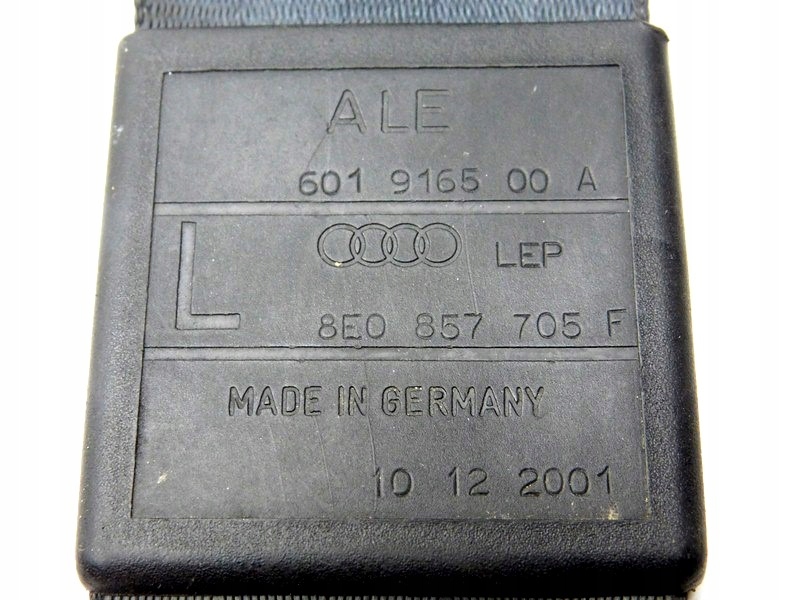 ALE
601 9165 00 A
L LEP
8E0 857 705 F
MADE IN GERMANY
10 12 2001